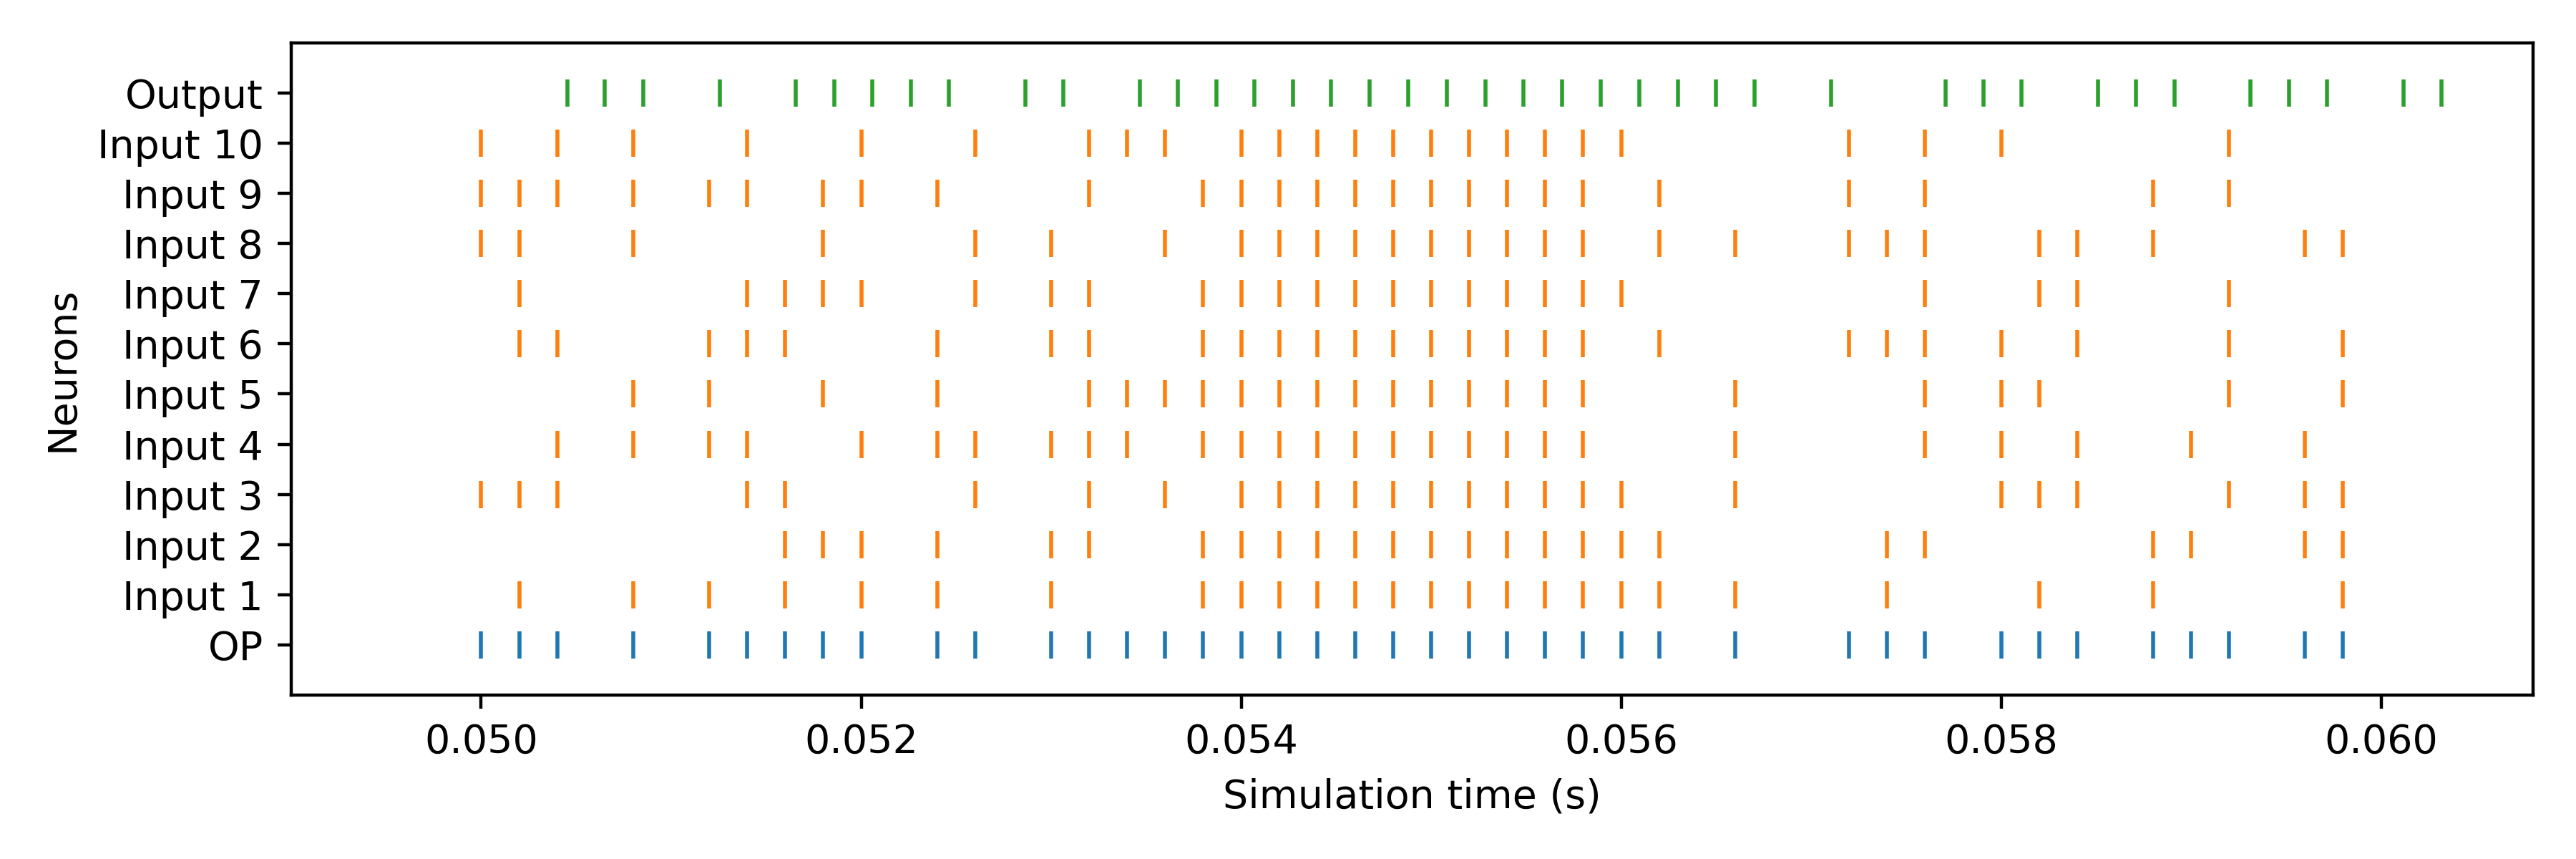 Output
Input 10
Input 9
Input 8
Input 7
Input 6
Input 5
Input 4
Input 3
Input 2
Input 1
OP
Neurons
0.050 0.052 0.054 0.056 0.058 0.060
Simulation time (s)